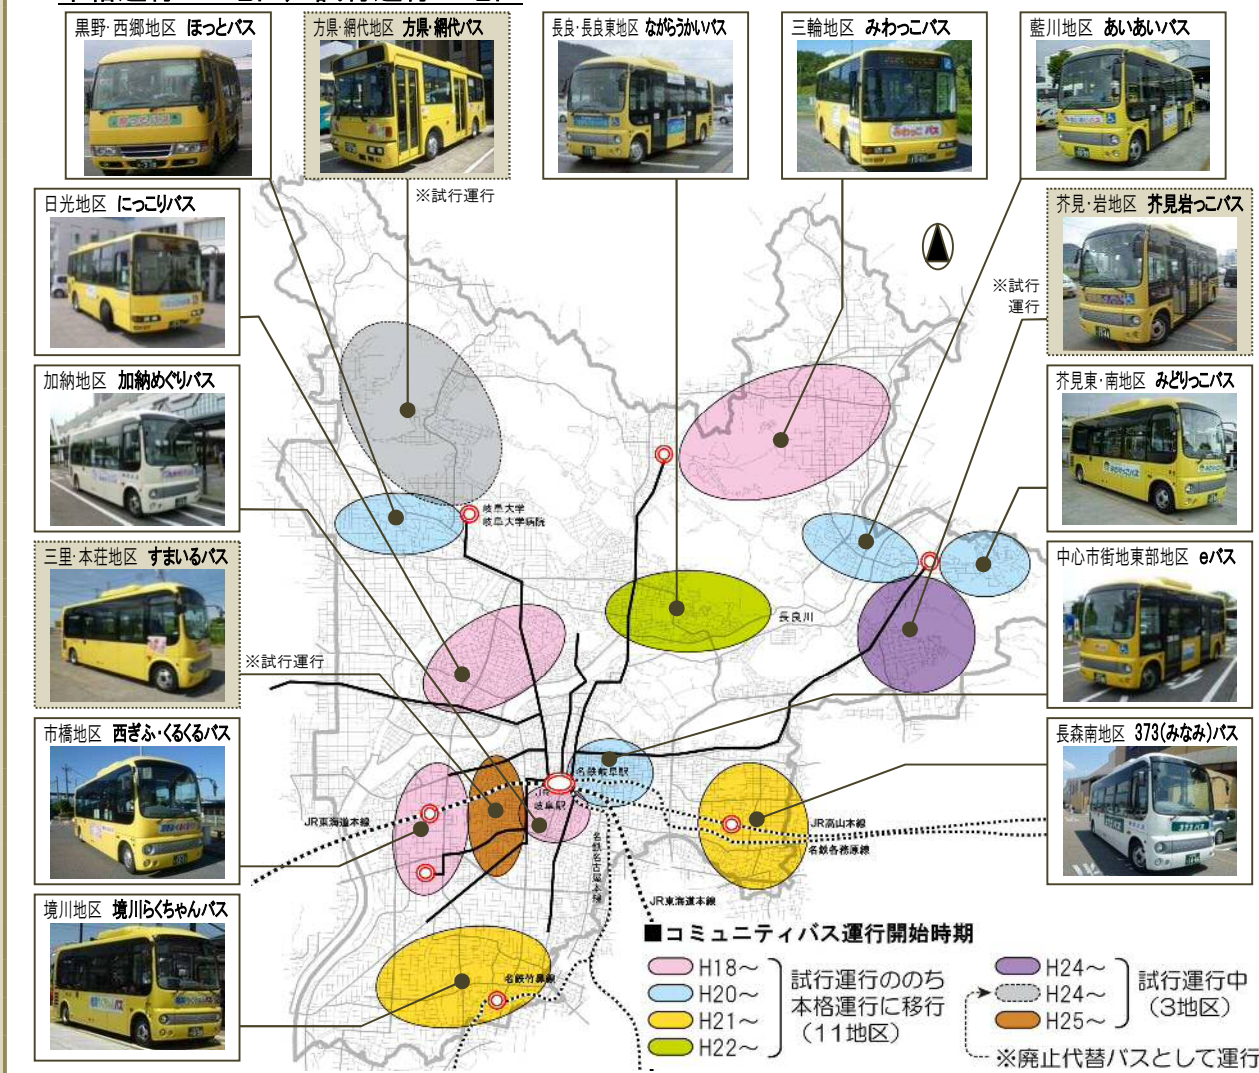 黒野・西郷地区 ほっとバス
方県・網代地区 方県・網代バス
長良・長良東地区 ながらうかいバス
三輪地区 みわっこバス
藍川地区 あいあいバス
※試行運行
日光地区 にっこりバス
芥見・岩地区 芥見岩っこバス
※試行
運行
加納地区 加納めぐりバス
芥見東・南地区 みどりっこバス
岐阜大学
岐阜大学病院
三里・本荘地区 すまいるバス
※試行運行
中心市街地東部地区 eバス
長良川
市橋地区 西ぎふ・くるくるバス
長森南地区 373(みなみ)バス
名鉄岐阜駅
JR
岐阜駅
JR東海道本線
JR高山本線
名鉄各務原線
名鉄名古屋本線
JR東海道本線
境川地区 境川らくちゃんバス
名鉄竹鼻線
■コミュニティバス運行開始時期
H18～
H20～
H21～
H22～
試行運行ののち
本格運行に移行
（11地区）
H24～
H24～
H25～
試行運行中
（3地区）
※廃止代替バスとして運行